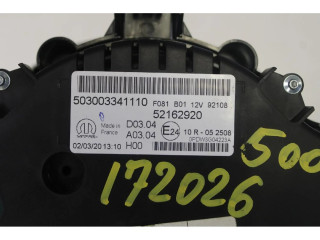 503003341110 F081 B01 12V 92108
52162920
Made in
France
D03.04
A03.04
E24 10 R - 05 2508
02/03/20 13:10 H00
500
172026